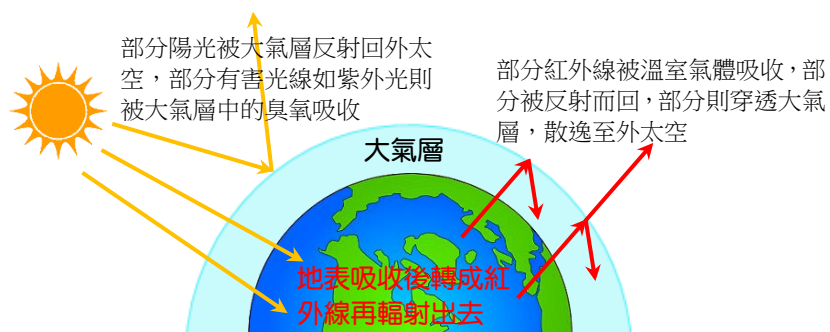 部分陽光被大氣層反射回外太
空，部分有害光線如紫外光則
被大氣層中的臭氧吸收
部分紅外線被溫室氣體吸收，部
分被反射而回，部分則穿透大氣
層，散逸至外太空
大氣層
地表吸收後轉成紅
外線再輻射出去